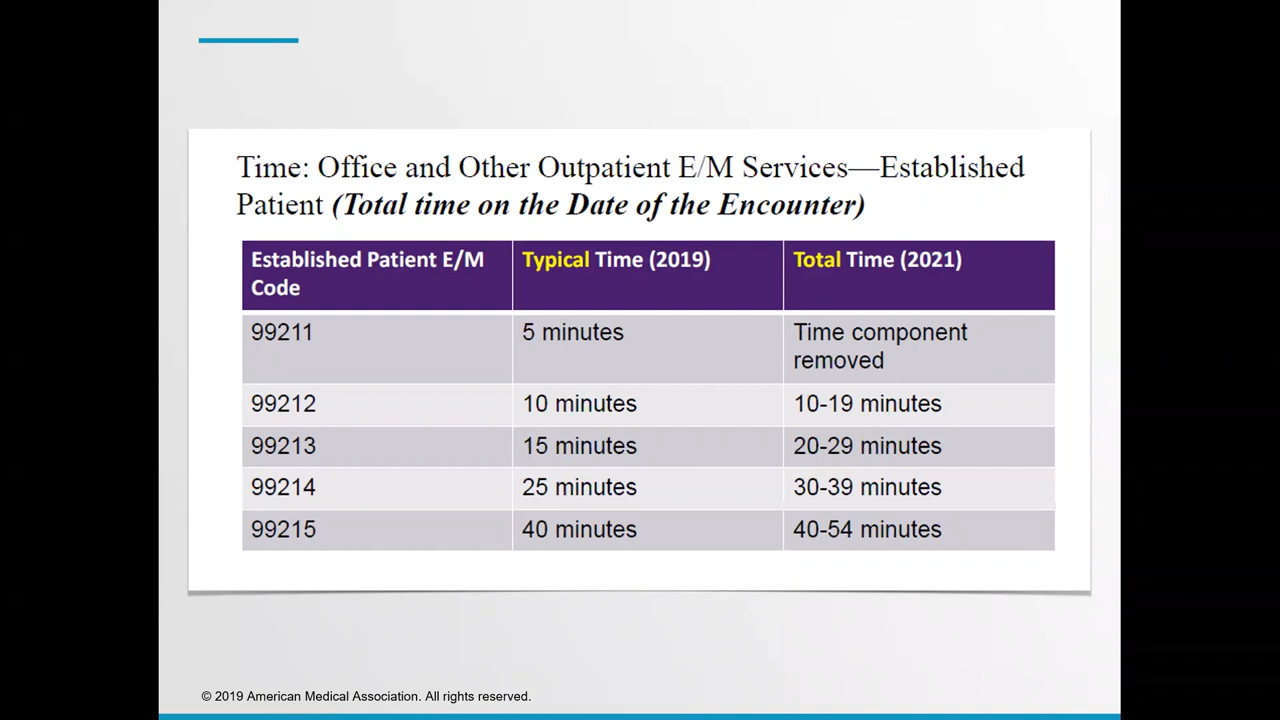 Time: Office and Other Outpatient E/M Services—Established
Patient (Total time on the Date of the Encounter)
Established Patient E/M Code Typical Time (2019) Total Time (2021)
99211 5 minutes Time component removed
99212 10 minutes 10-19 minutes
99213 15 minutes 20-29 minutes
99214 25 minutes 30-39 minutes
99215 40 minutes 40-54 minutes
© 2019 American Medical Association. All rights reserved.